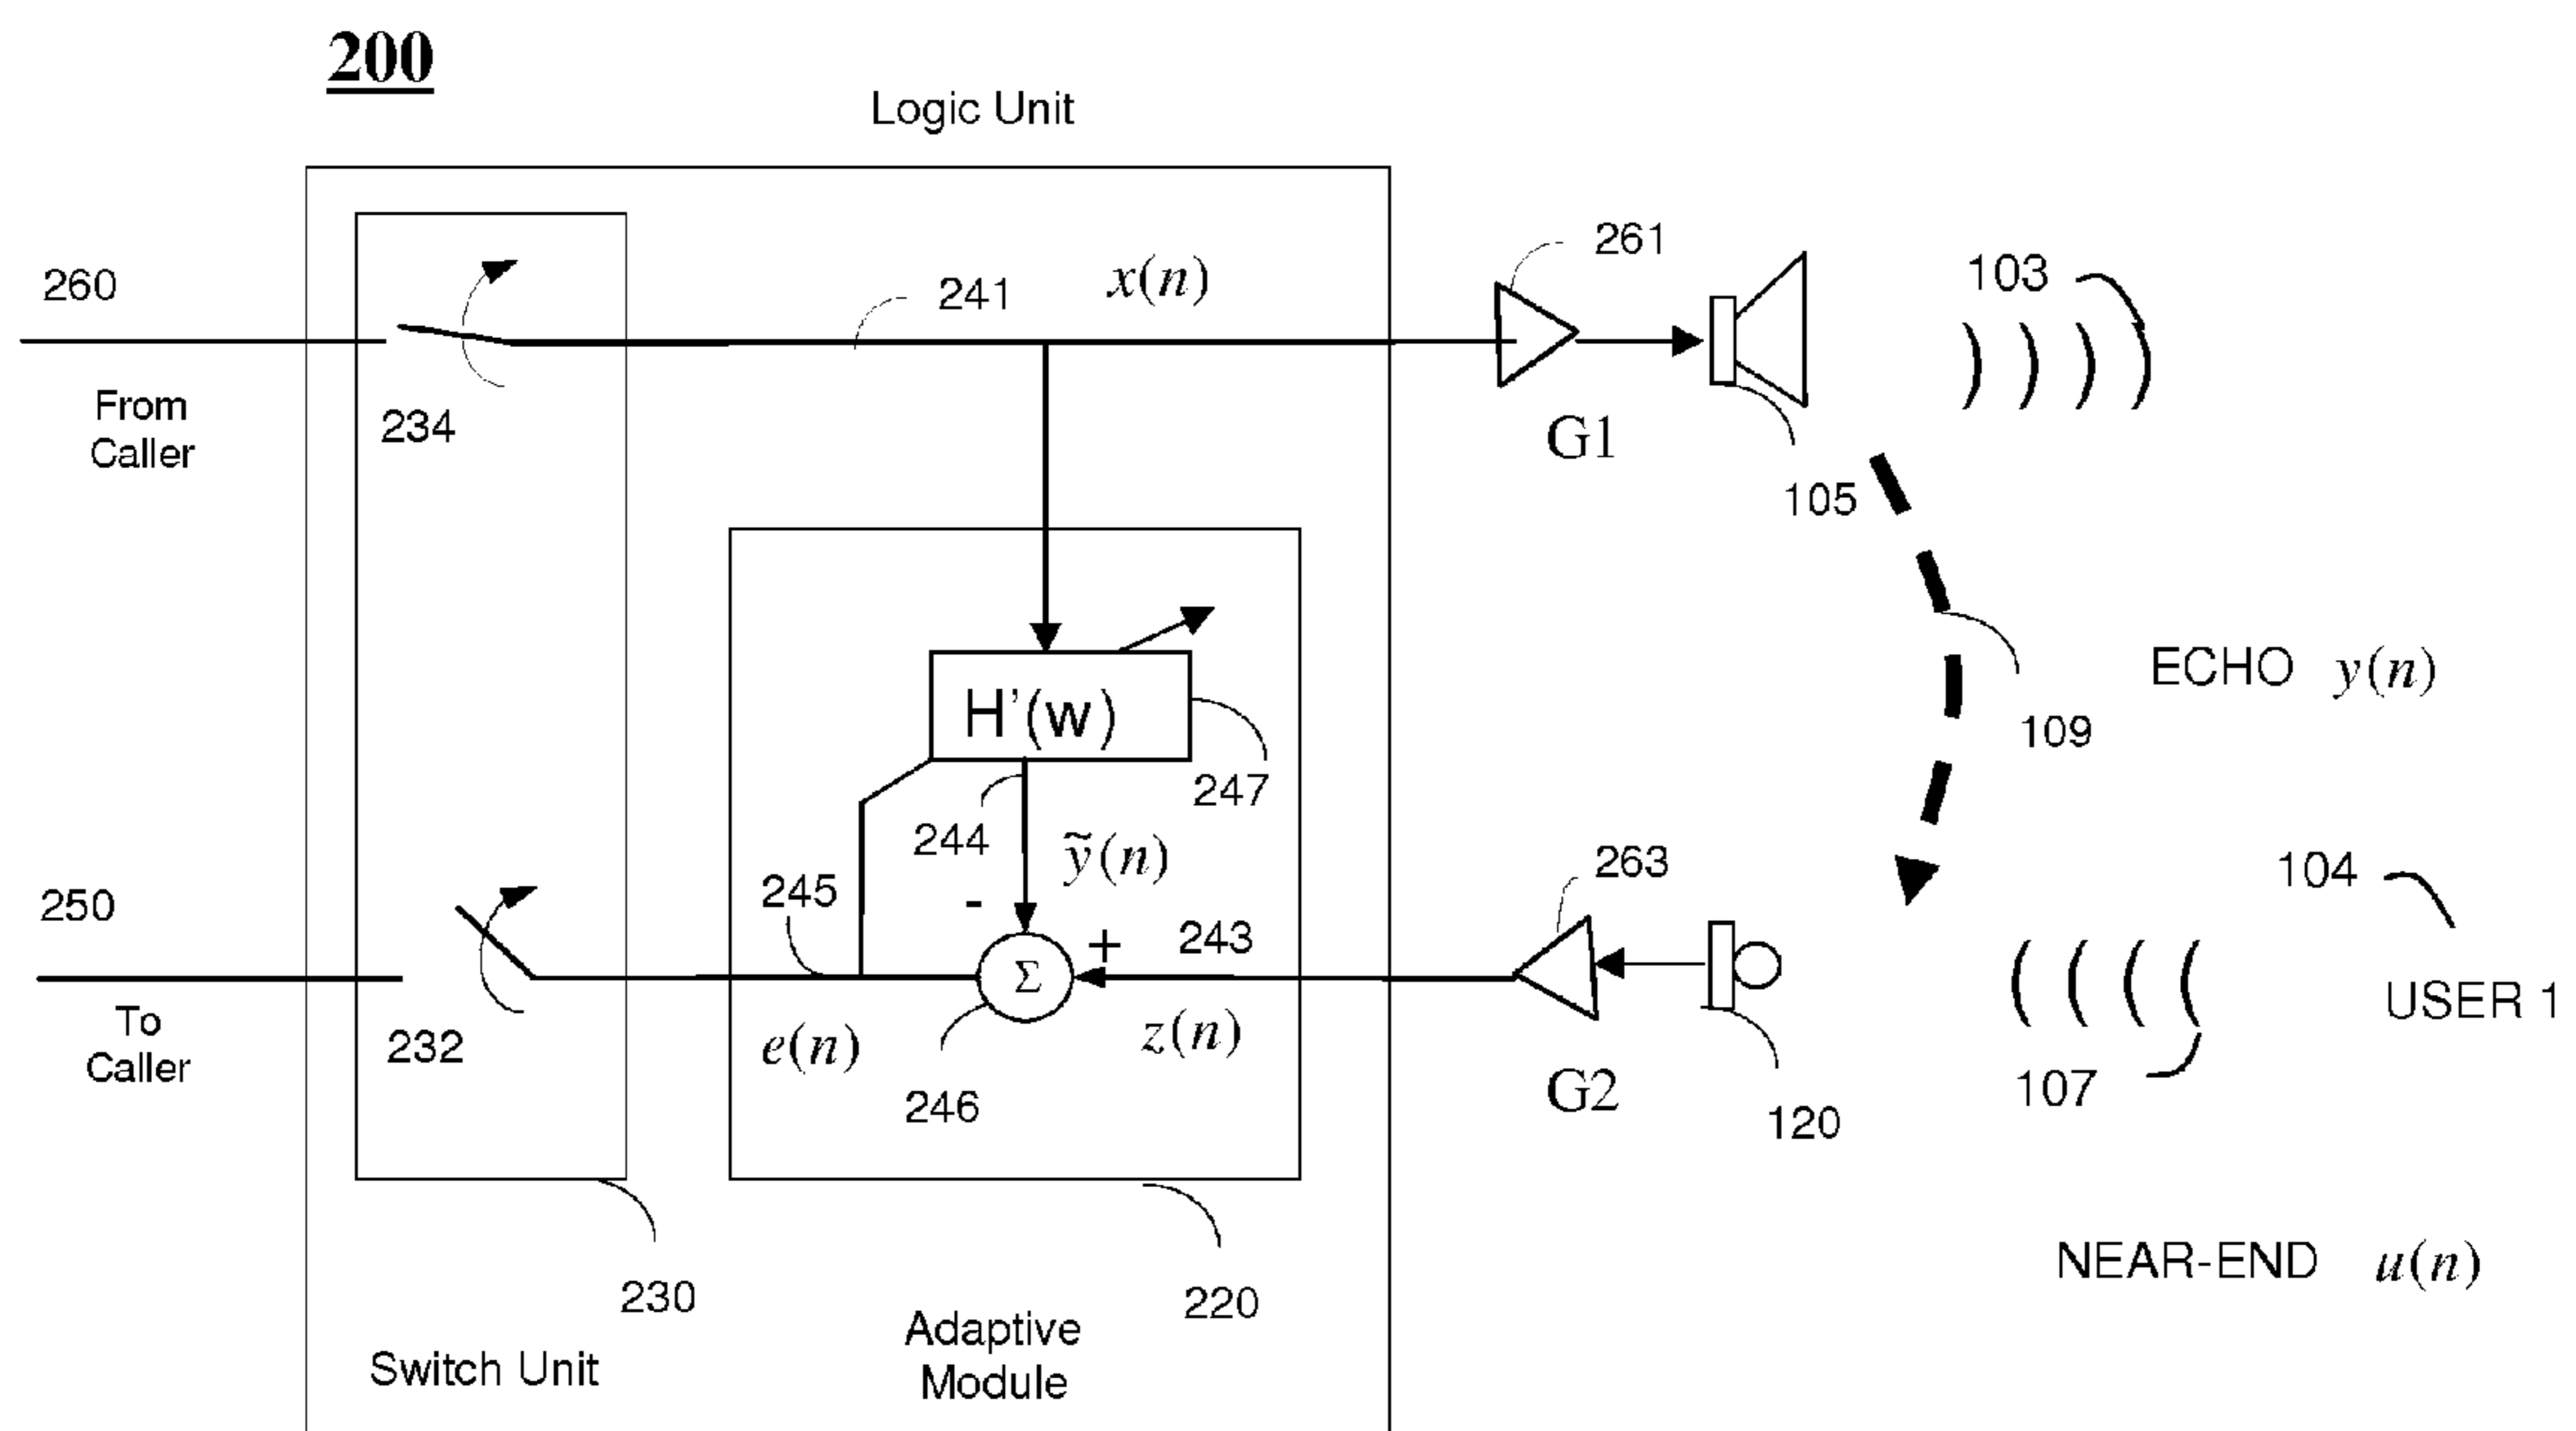 200
Logic Unit
261
260
241
x(n)
103
From
Caller
234
G1
105
ECHO y(n)
H'(w)
109
247
244
ỹ(n)
263
104
250
245
-
+
243
Σ
USER 1
To
Caller
232
e(n)
z(n)
246
G2
107
120
NEAR-END u(n)
230
220
Adaptive
Module
Switch Unit